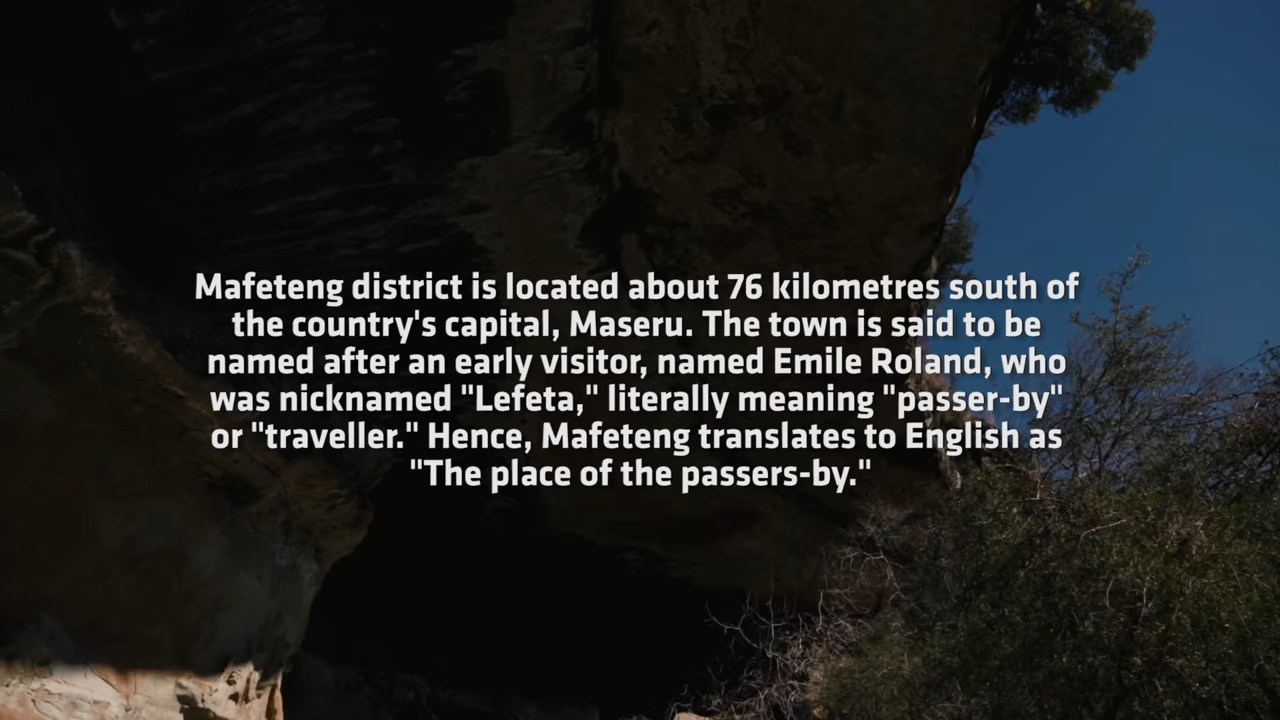 Mafeteng district is located about 76 kilometres south of
the country's capital, Maseru. The town is said to be
named after an early visitor, named Emile Roland, who
was nicknamed "Lefeta," literally meaning "passer-by"
or "traveller." Hence, Mafeteng translates to English as
"The place of the passers-by."